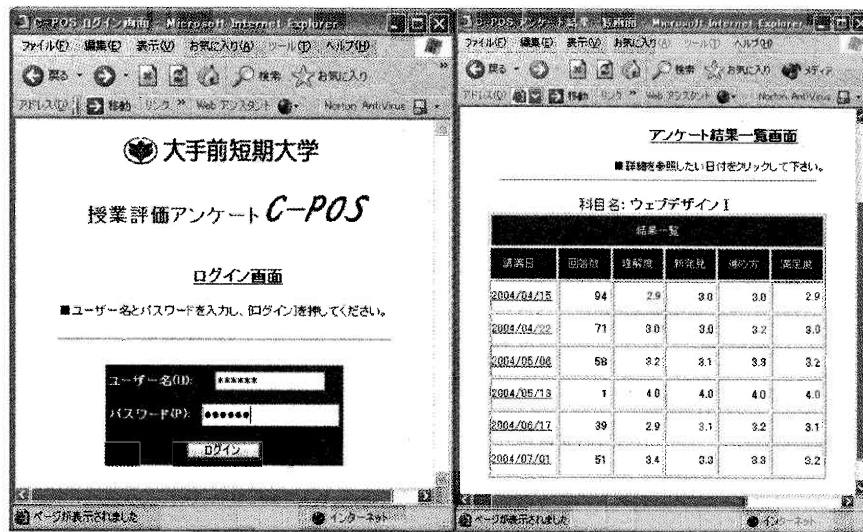 C-POS ログイン画面 - Microsoft Internet Explorer
ファイル(F) 編集(E) 表示(V) お気に入り(A) ツール(T) ヘルプ(H)
戻る 検索 お気に入り
アドレス(D) 移動 リンク » Web アシスタント Norton AntiVirus
大手前短期大学
授業評価アンケート C-POS
ログイン画面
■ユーザー名とパスワードを入力し、[ログイン]を押してください。
ユーザー名(U): ******
パスワード(P): ●●●●●●
ログイン
ページが表示されました インターネット
C-POS アンケート結果一覧画面 - Microsoft Internet Explorer
ファイル(F) 編集(E) 表示(V) お気に入り(A) ツール(T) ヘルプ(H)
戻る 検索 お気に入り メディア
アドレス(D) 移動 リンク » Web アシスタント Norton AntiVirus
アンケート結果一覧画面
■詳細を参照したい日付をクリックして下さい。
科目名: ウェブデザイン I
結果一覧
講義日 回答数 理解度 新発見 進め方 満足度
2004/04/15 94 2.9 3.0 3.0 2.9
2004/04/22 71 3.0 3.0 3.2 3.0
2004/05/06 58 3.2 3.1 3.3 3.2
2004/05/13 1 4.0 4.0 4.0 4.0
2004/06/17 39 2.9 3.1 3.2 3.1
2004/07/01 51 3.4 3.3 3.3 3.2
ページが表示されました インターネット